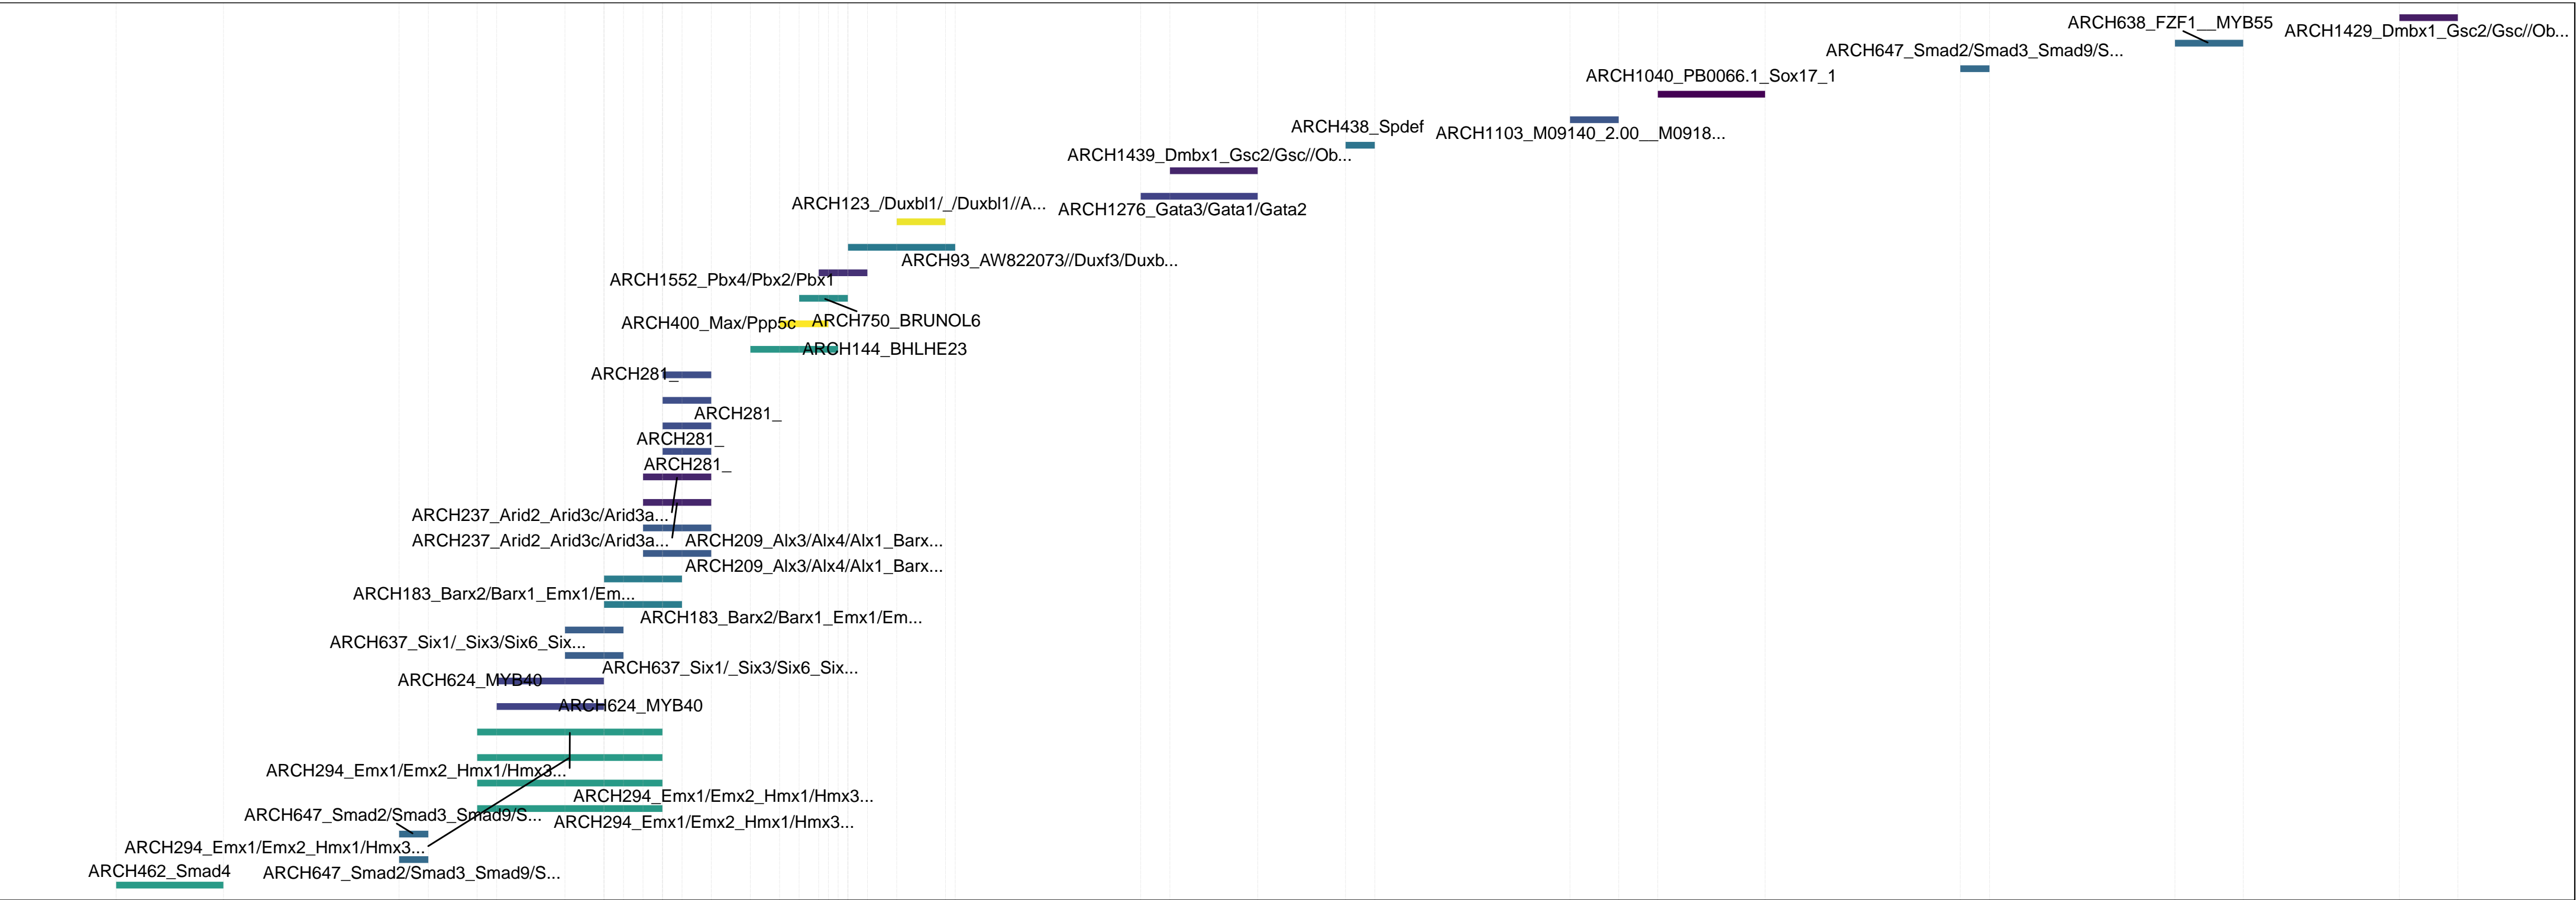 ARCH638_FZF1__MYB55
ARCH1429_Dmbx1_Gsc2/Gsc//Ob...
ARCH647_Smad2/Smad3_Smad9/S...
ARCH1040_PB0066.1_Sox17_1
ARCH438_Spdef
ARCH1103_M09140_2.00__M0918...
ARCH1439_Dmbx1_Gsc2/Gsc//Ob...
ARCH123_/Duxbl1/_/Duxbl1//A...
ARCH1276_Gata3/Gata1/Gata2
ARCH93_AW822073//Duxf3/Duxb...
ARCH1552_Pbx4/Pbx2/Pbx1
ARCH400_Max/Ppp5c
ARCH750_BRUNOL6
ARCH144_BHLHE23
ARCH281_
ARCH281_
ARCH281_
ARCH281_
ARCH237_Arid2_Arid3c/Arid3a...
ARCH237_Arid2_Arid3c/Arid3a...
ARCH209_Alx3/Alx4/Alx1_Barx...
ARCH209_Alx3/Alx4/Alx1_Barx...
ARCH183_Barx2/Barx1_Emx1/Em...
ARCH183_Barx2/Barx1_Emx1/Em...
ARCH637_Six1/_Six3/Six6_Six...
ARCH637_Six1/_Six3/Six6_Six...
ARCH624_MYB40
ARCH624_MYB40
ARCH294_Emx1/Emx2_Hmx1/Hmx3...
ARCH294_Emx1/Emx2_Hmx1/Hmx3...
ARCH647_Smad2/Smad3_Smad9/S...
ARCH294_Emx1/Emx2_Hmx1/Hmx3...
ARCH294_Emx1/Emx2_Hmx1/Hmx3...
ARCH462_Smad4
ARCH647_Smad2/Smad3_Smad9/S...